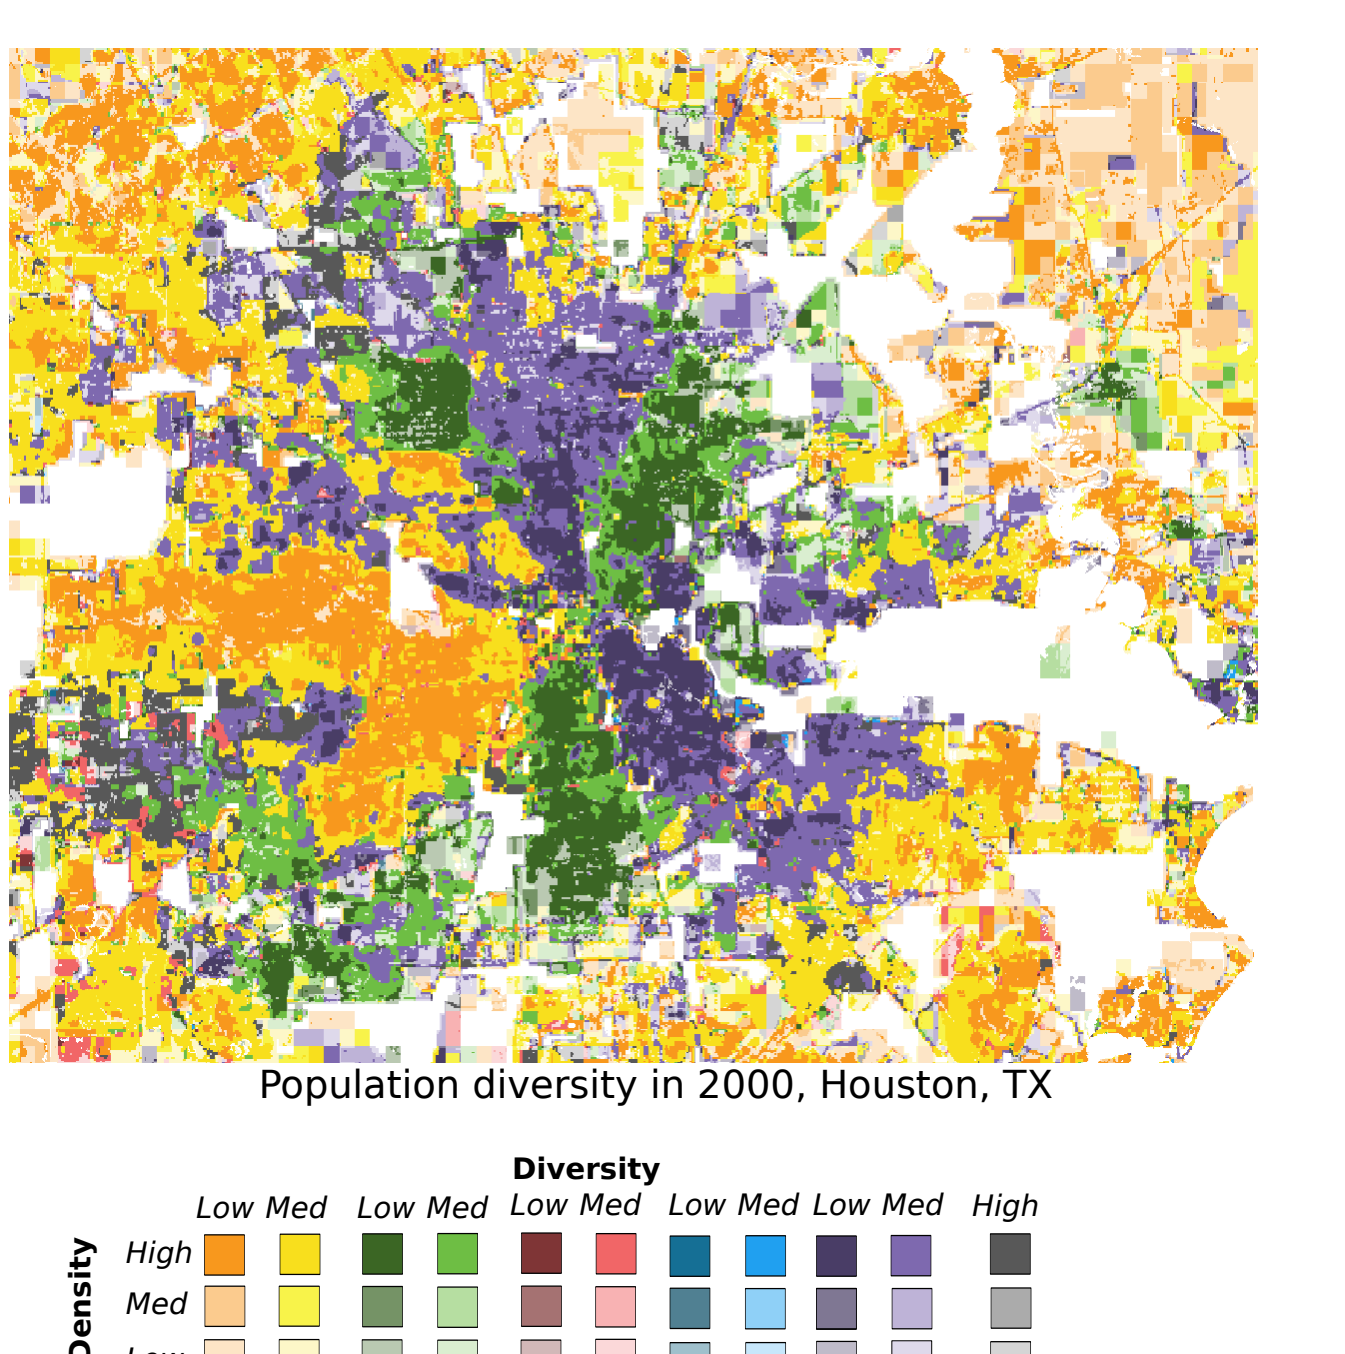 Population diversity in 2000, Houston, TX
Diversity
Low Med Low Med Low Med Low Med Low Med High
High
Density
Med
Low